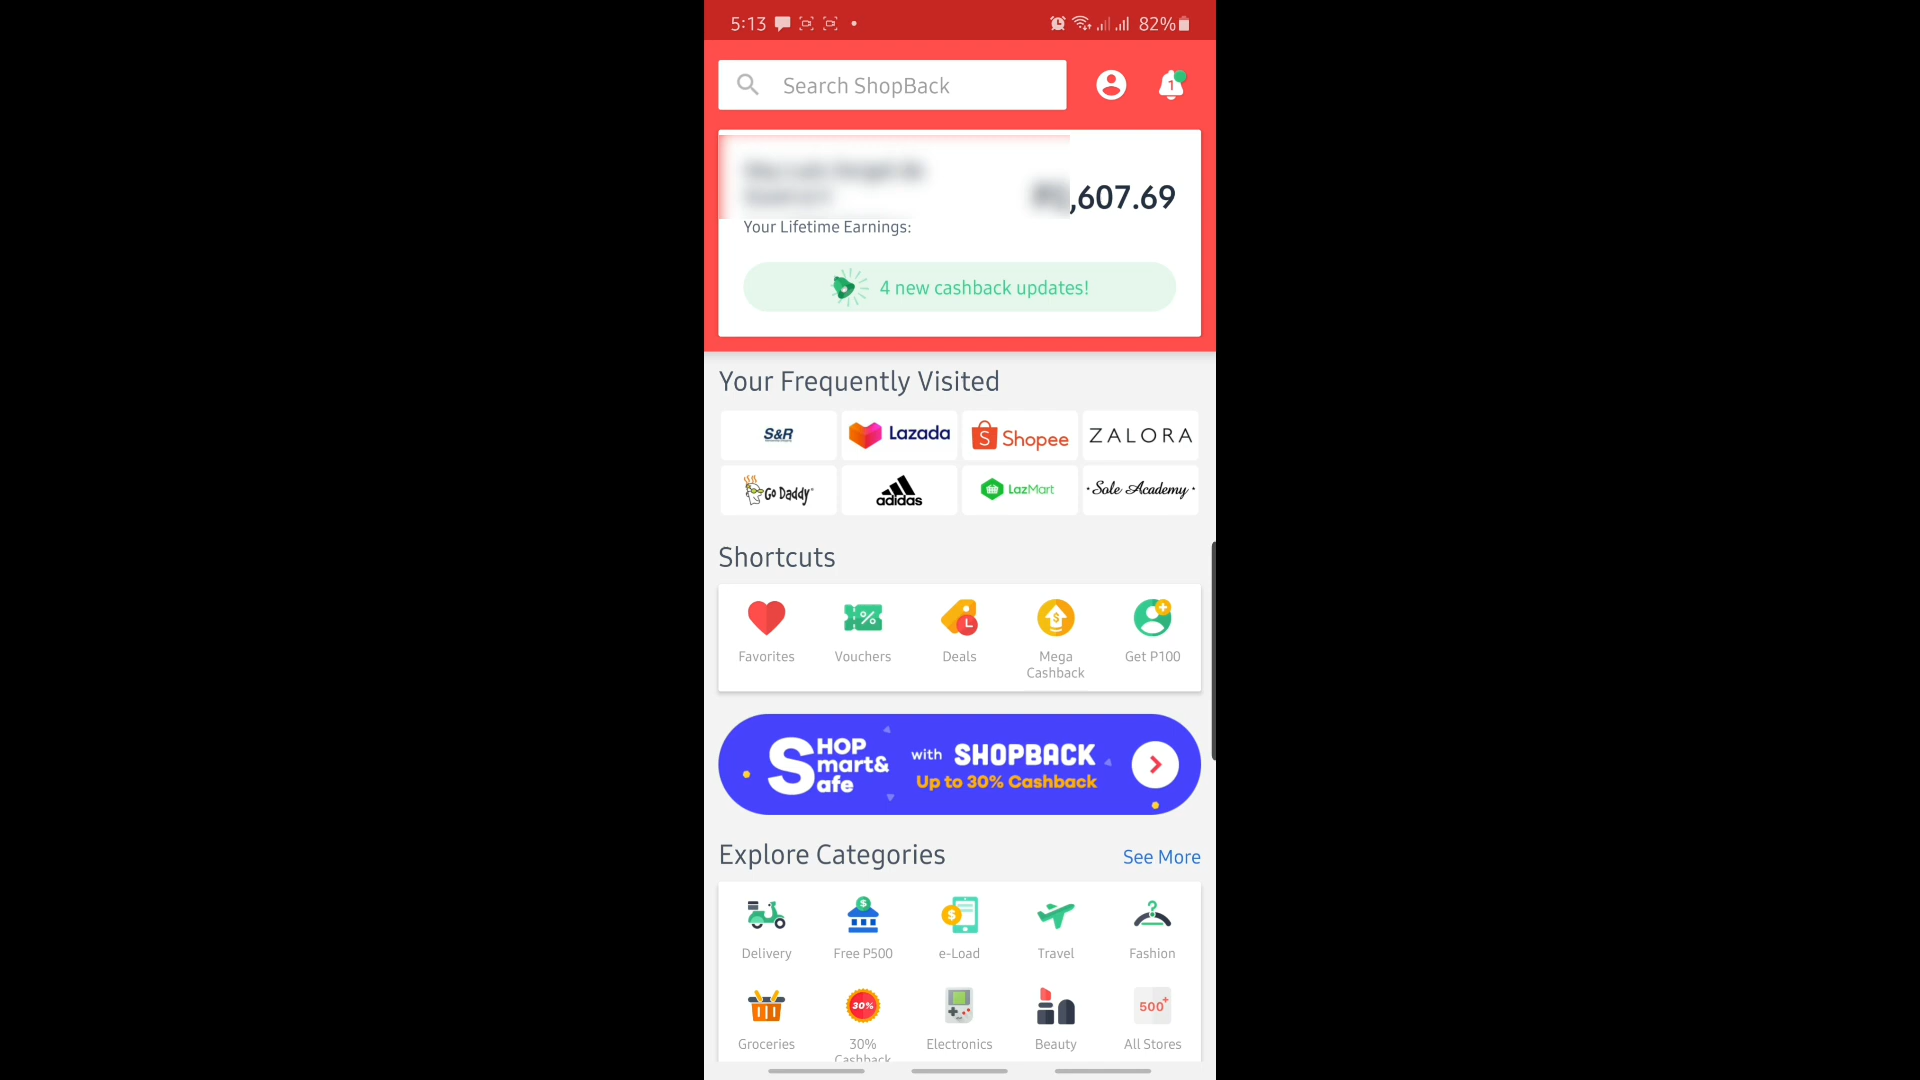 5:13
82%
Search ShopBack
1
,607.69
Your Lifetime Earnings:
4 new cashback updates!
Your Frequently Visited
S&R
Lazada
Shopee
ZALORA
Go Daddy
adidas
LazMart
·Sole Academy·
Shortcuts
Favorites
Vouchers
Deals
Mega
Cashback
Get P100
SHOP
Smart&
Safe
with SHOPBACK
Up to 30% Cashback
Explore Categories
See More
Delivery
Free P500
e-Load
Travel
Fashion
30%
500+
Groceries
30%
Cashback
Electronics
Beauty
All Stores